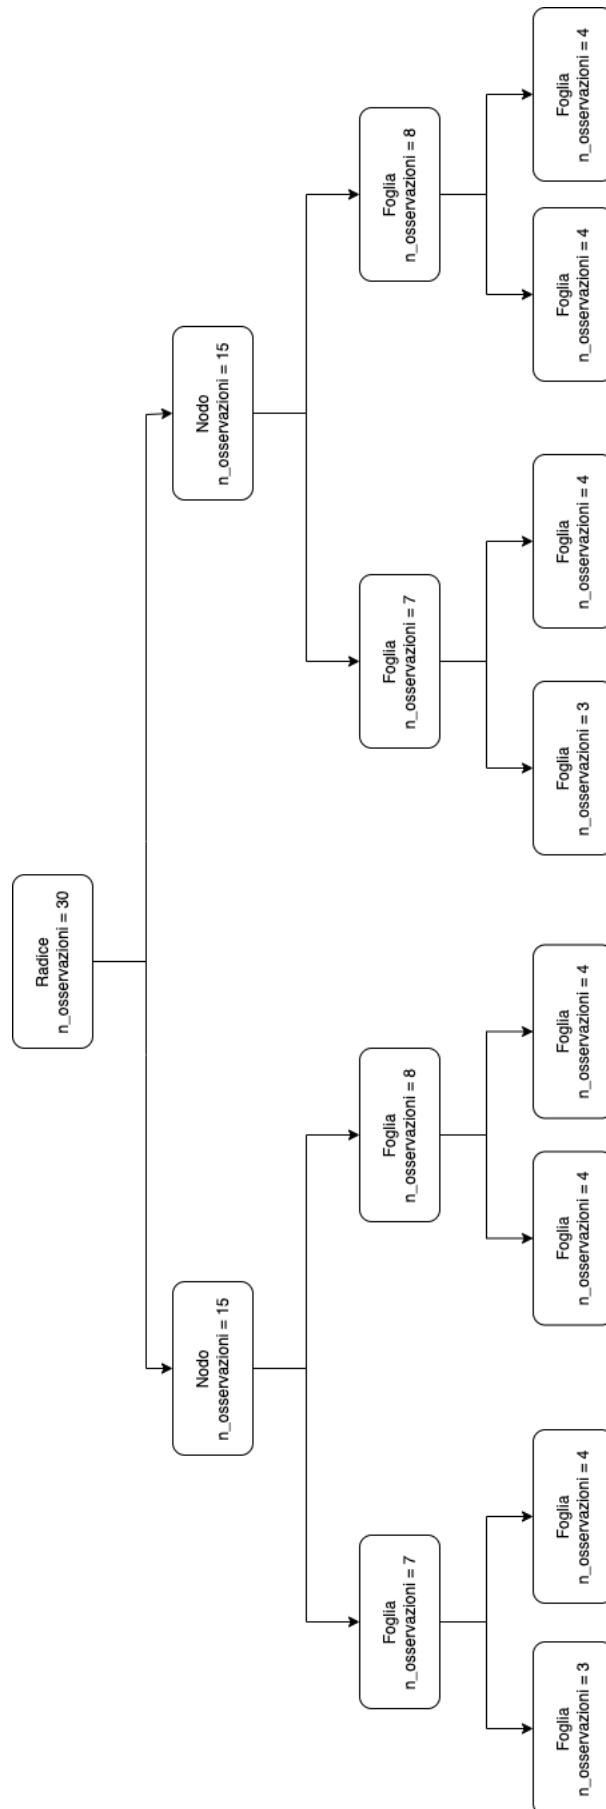 Radice
n_osservazioni = 30
Nodo
n_osservazioni = 15
Nodo
n_osservazioni = 15
Foglia
n_osservazioni = 7
Foglia
n_osservazioni = 8
Foglia
n_osservazioni = 7
Foglia
n_osservazioni = 8
Foglia
n_osservazioni = 3
Foglia
n_osservazioni = 4
Foglia
n_osservazioni = 4
Foglia
n_osservazioni = 4
Foglia
n_osservazioni = 3
Foglia
n_osservazioni = 4
Foglia
n_osservazioni = 4
Foglia
n_osservazioni = 4